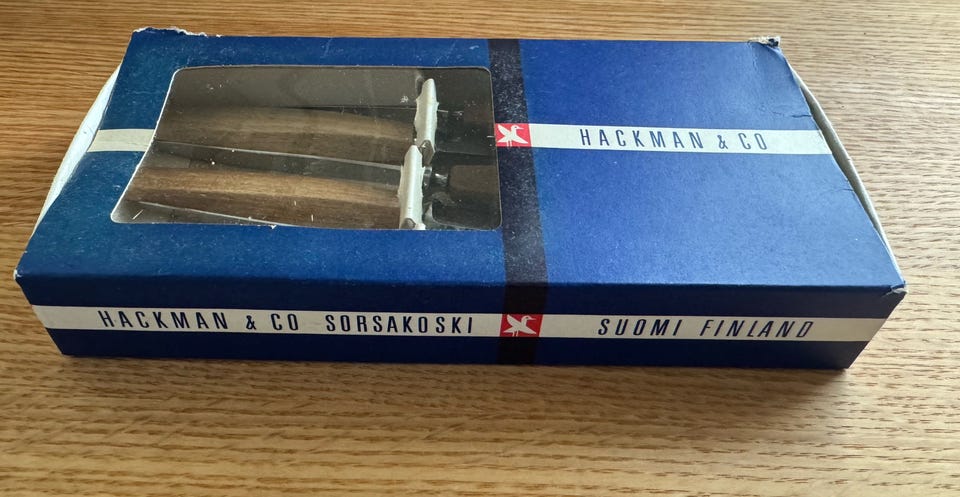 HACKMAN & CO
HACKMAN & CO SORSAKOSKI SUOMI FINLAND